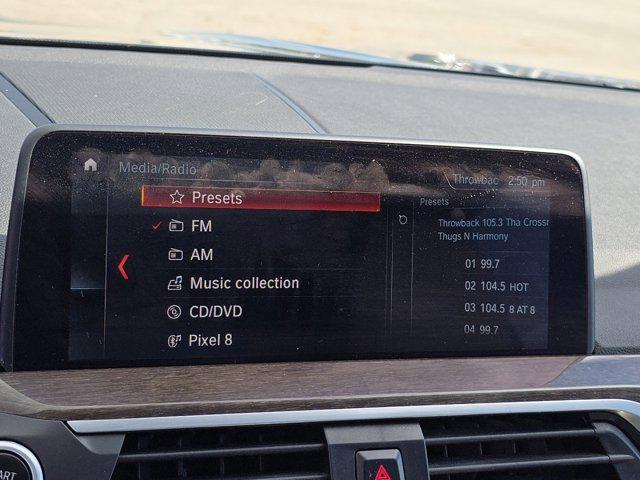 Media/Radio
Throwbac 2:50 pm
Presets
FM
AM
Music collection
CD/DVD
Pixel 8
Presets
Throwback 105.3 Tha Crossr
Thugs N Harmony
01 99.7
02 104.5 HOT
03 104.5 8 AT 8
04 99.7
ART